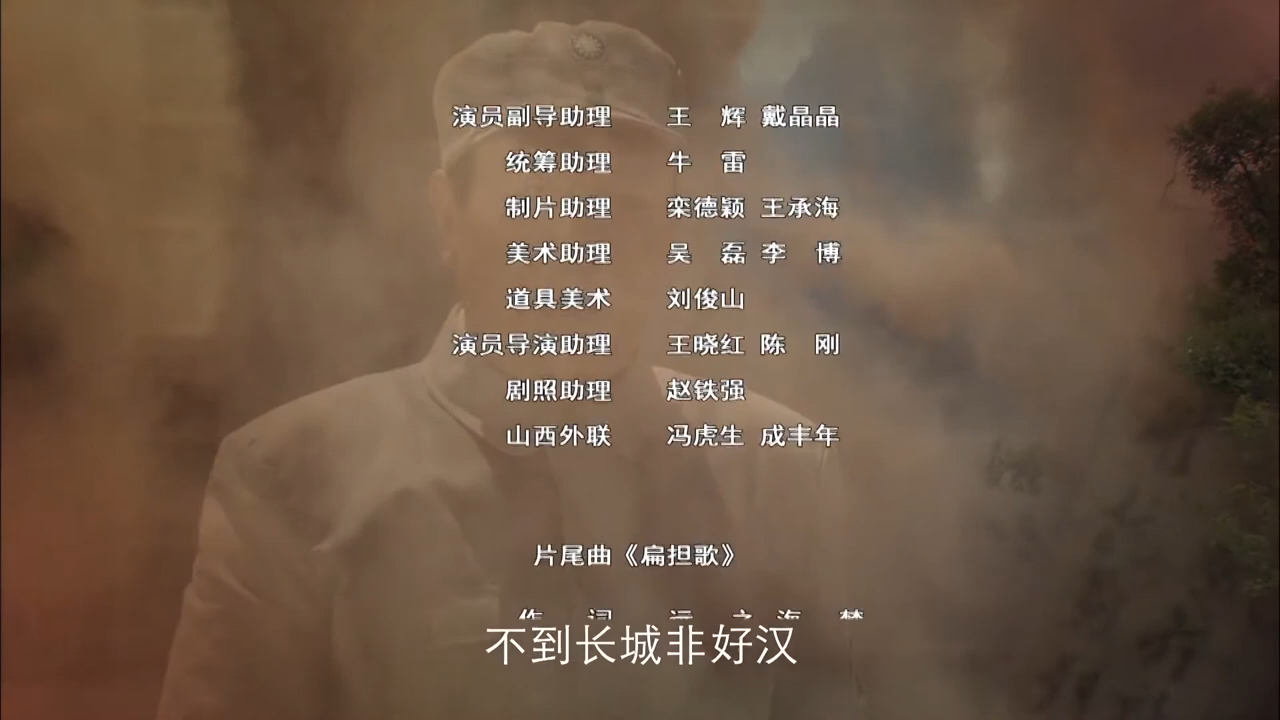 演员副导助理 王 辉 戴晶晶
统筹助理 牛 雷
制片助理 栾德颖 王承海
美术助理 吴 磊 李 博
道具美术 刘俊山
演员导演助理 王晓红 陈 刚
剧照助理 赵铁强
山西外联 冯虎生 成丰年
片尾曲《扁担歌》
不到长城非好汉